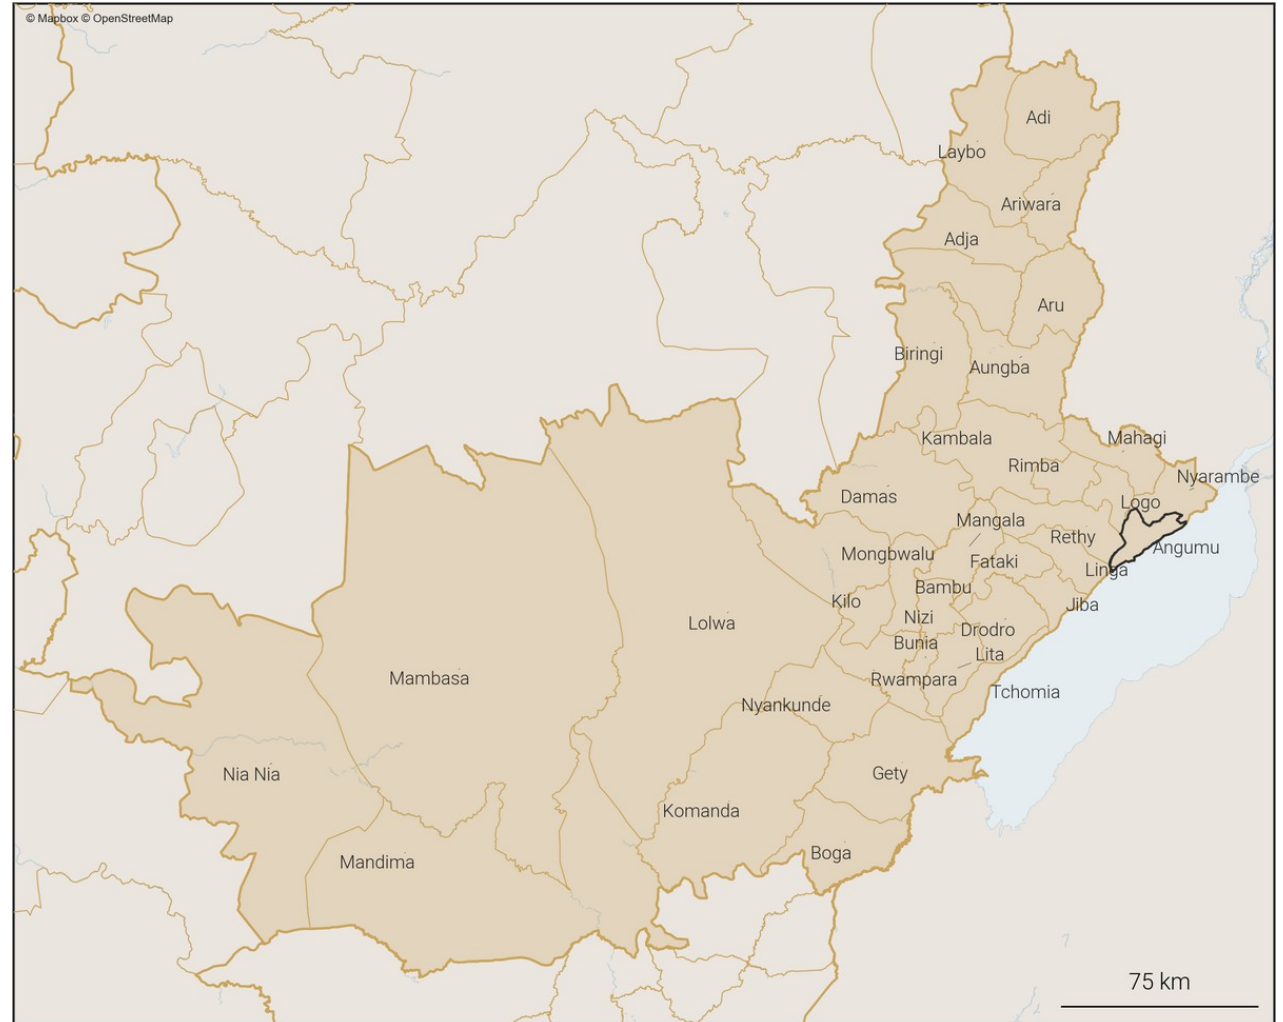 © Mapbox © OpenStreetMap
Adi
Laybo
Ariwara
Adja
Aru
Biringi
Aungba
Kambala
Mahagi
Rimba
Nyarambe
Damas
Logo
Mangala
Rethy
Angumu
Mongbwalu
Fataki
Linga
Bambu
Kilo
Jiba
Nizi
Lolwa
Drodro
Bunia
Lita
Mambasa
Rwampara
Tchomia
Nyankunde
Nia Nia
Gety
Komanda
Boga
Mandima
75 km